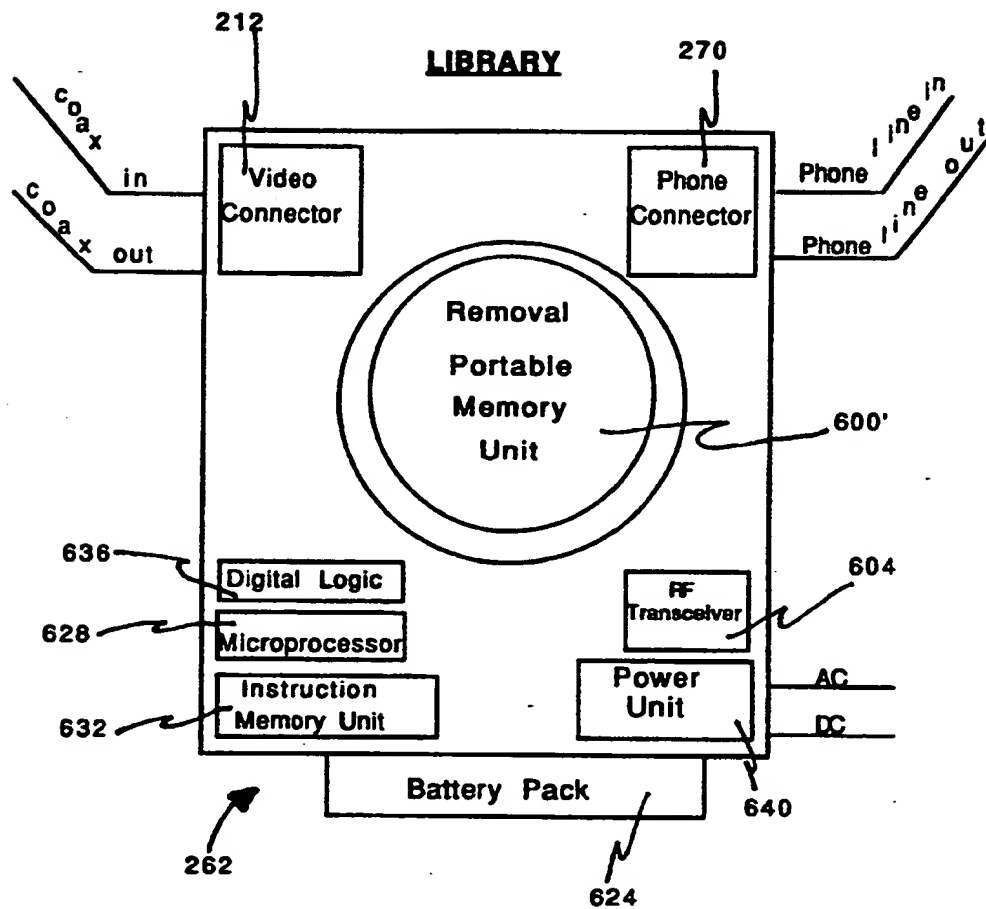 212
LIBRARY
270
coax in
coax out
Video
Connector
Phone
Connector
Phone line in
Phone line out
Removal
Portable
Memory
Unit
600'
636
Digital Logic
628
Microprocessor
632
Instruction
Memory Unit
RF
Transceiver
604
Power
Unit
AC
DC
640
Battery Pack
262
624